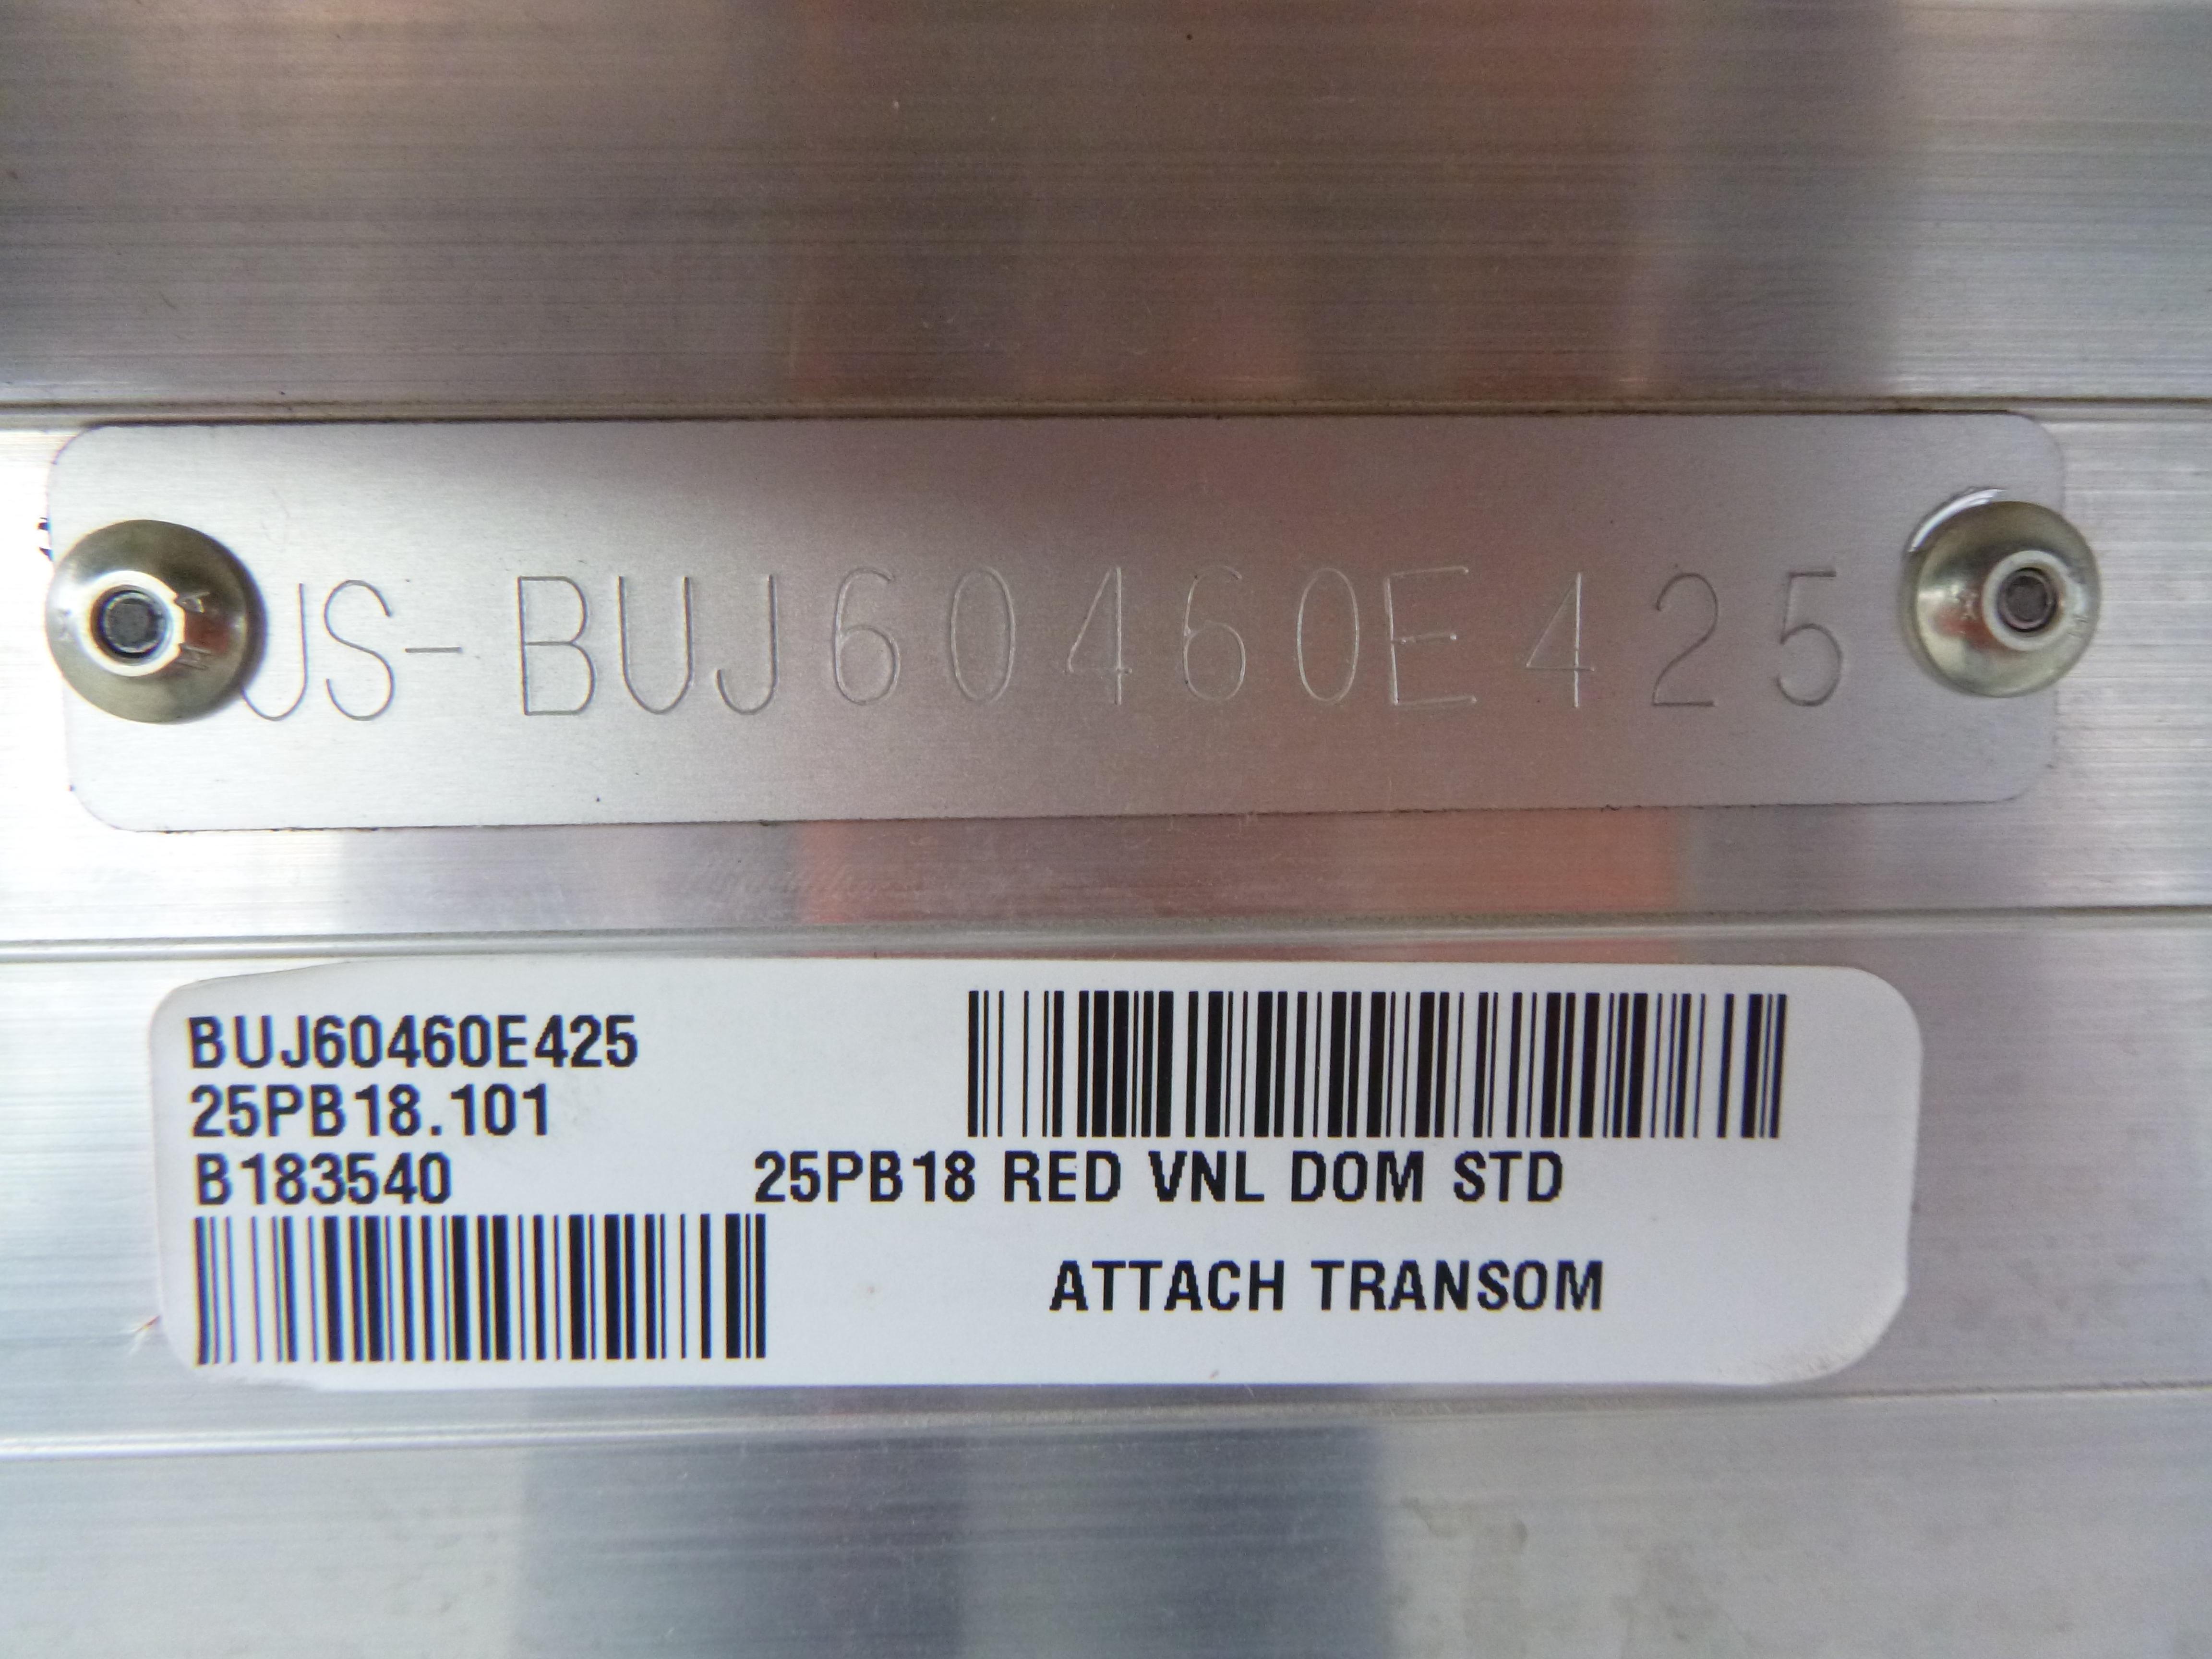 US-BUJ60460E425
BUJ60460E425
25PB18.101
B183540
25PB18 RED VNL DOM STD
ATTACH TRANSOM